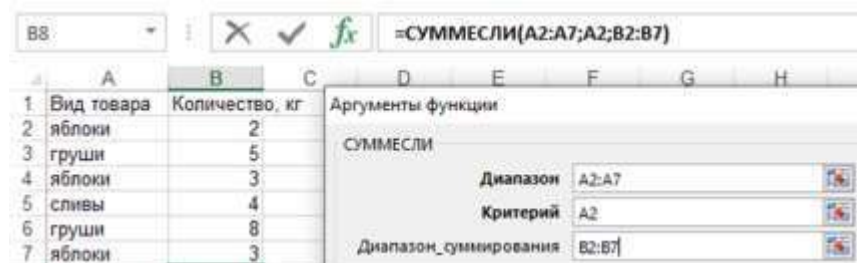 B8 fx =СУММЕСЛИ(A2:A7;A2;B2:B7)
A B C D E F G H
1 Вид товара Количество, кг Аргументы функции
2 яблоки 2
СУММЕСЛИ
3 груши 5
4 яблоки 3 Диапазон A2:A7
5 сливы 4 Критерий A2
6 груши 8
7 яблоки 3 Диапазон_суммирования B2:B7